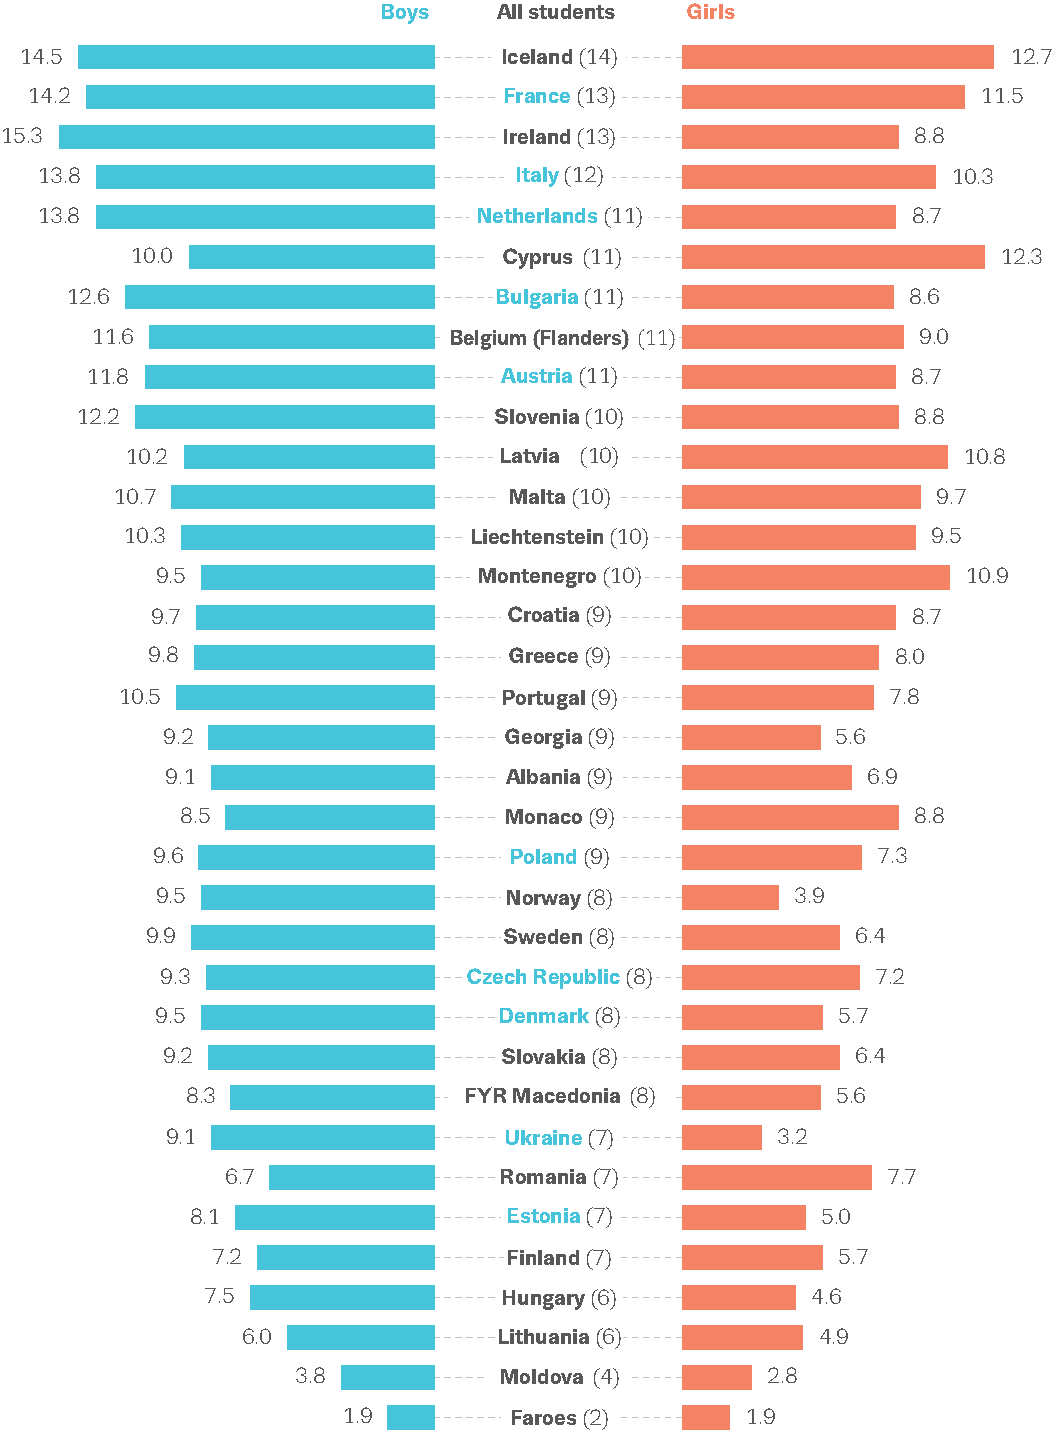 Boys All students Girls
14.5 Iceland (14) 12.7
14.2 France (13) 11.5
15.3 Ireland (13) 8.8
13.8 Italy (12) 10.3
13.8 Netherlands (11) 8.7
10.0 Cyprus (11) 12.3
12.6 Bulgaria (11) 8.6
11.6 Belgium (Flanders) (11) 9.0
11.8 Austria (11) 8.7
12.2 Slovenia (10) 8.8
10.2 Latvia (10) 10.8
10.7 Malta (10) 9.7
10.3 Liechtenstein (10) 9.5
9.5 Montenegro (10) 10.9
9.7 Croatia (9) 8.7
9.8 Greece (9) 8.0
10.5 Portugal (9) 7.8
9.2 Georgia (9) 5.6
9.1 Albania (9) 6.9
8.5 Monaco (9) 8.8
9.6 Poland (9) 7.3
9.5 Norway (8) 3.9
9.9 Sweden (8) 6.4
9.3 Czech Republic (8) 7.2
9.5 Denmark (8) 5.7
9.2 Slovakia (8) 6.4
8.3 FYR Macedonia (8) 5.6
9.1 Ukraine (7) 3.2
6.7 Romania (7) 7.7
8.1 Estonia (7) 5.0
7.2 Finland (7) 5.7
7.5 Hungary (6) 4.6
6.0 Lithuania (6) 4.9
3.8 Moldova (4) 2.8
1.9 Faroes (2) 1.9